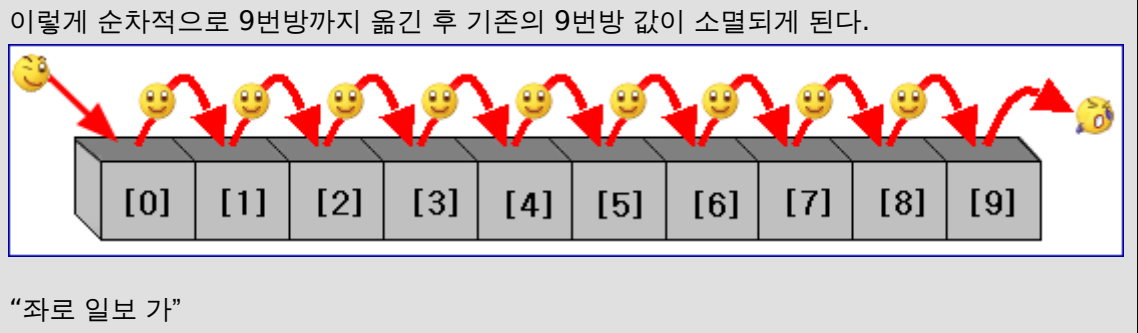 이렇게 순차적으로 9번방까지 옮긴 후 기존의 9번방 값이 소멸되게 된다.
[0] [1] [2] [3] [4] [5] [6] [7] [8] [9]
“좌로 일보 가”